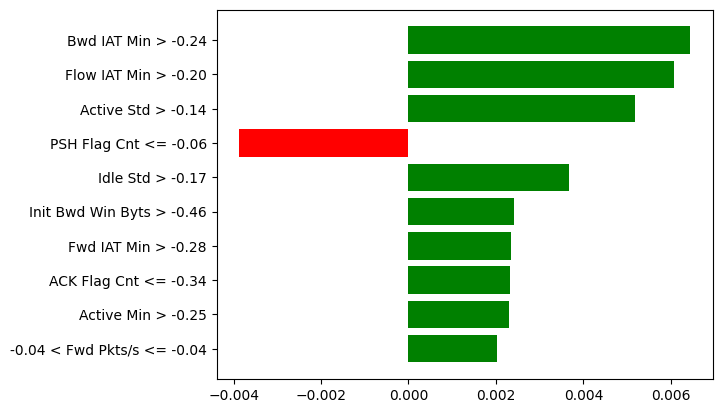 Bwd IAT Min > -0.24
Flow IAT Min > -0.20
Active Std > -0.14
PSH Flag Cnt <= -0.06
Idle Std > -0.17
Init Bwd Win Byts > -0.46
Fwd IAT Min > -0.28
ACK Flag Cnt <= -0.34
Active Min > -0.25
-0.04 < Fwd Pkts/s <= -0.04
−0.004 −0.002 0.000 0.002 0.004 0.006